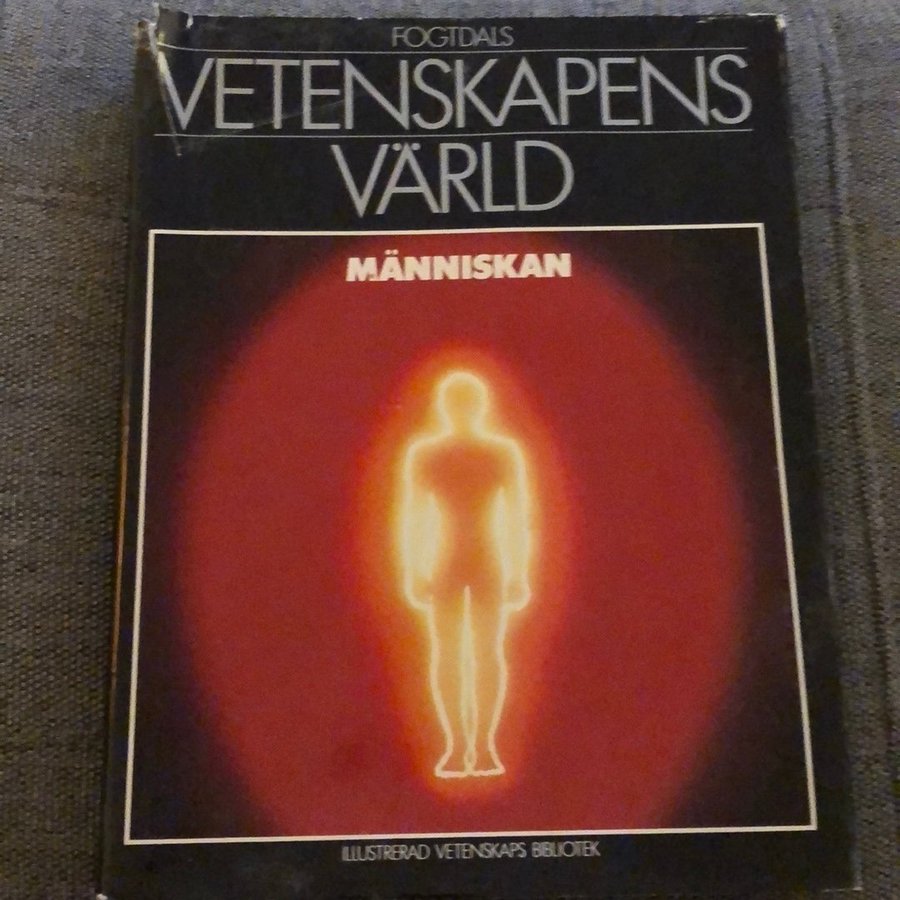 FOGTDALS
VETENSKAPENS
VÄRLD
MÄNNISKAN
ILLUSTRERAD VETENSKAPS BIBLIOTEK